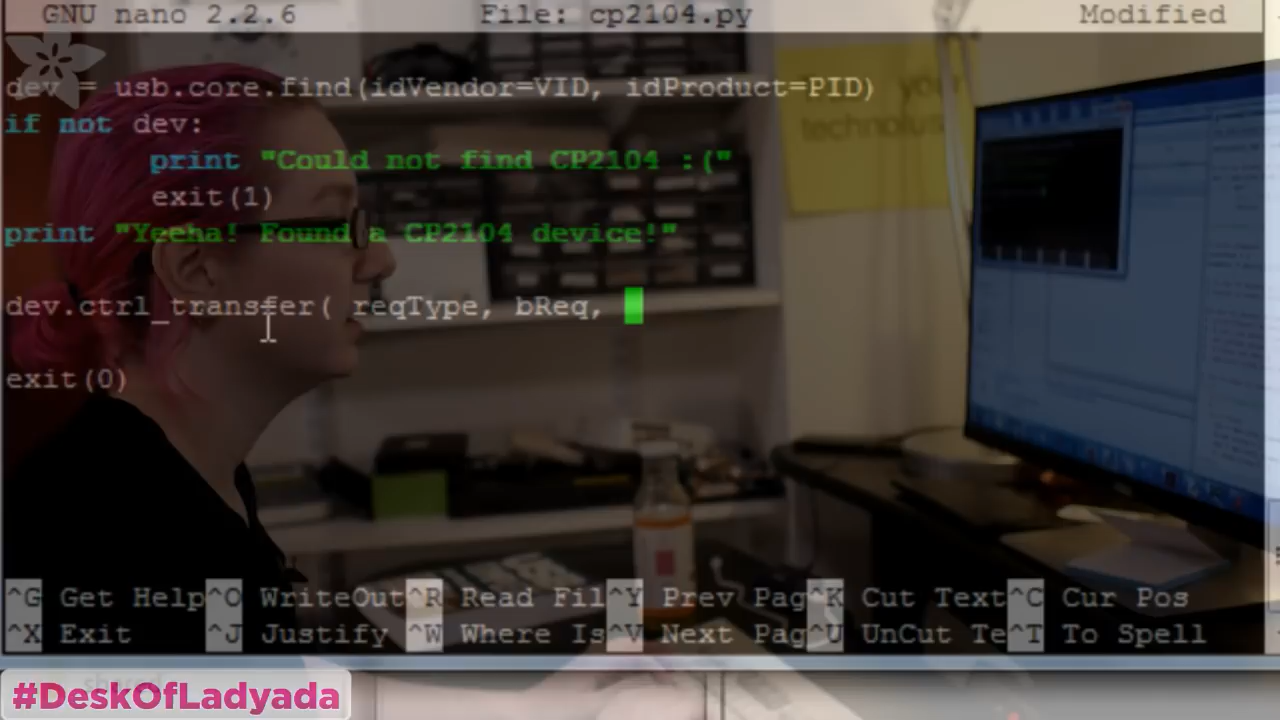 GNU nano 2.2.6 File: cp2104.py Modified
dev = usb.core.find(idVendor=VID, idProduct=PID)
if not dev:
print "Could not find CP2104 :("
exit(1)
print "Yeeha! Found a CP2104 device!"
dev.ctrl_transfer( reqType, bReq,
exit(0)
^G Get Help ^O WriteOut ^R Read Fil ^Y Prev Pag ^K Cut Text ^C Cur Pos
^X Exit ^J Justify ^W Where Is ^V Next Pag ^U UnCut Te ^T To Spell
#DeskOfLadyada